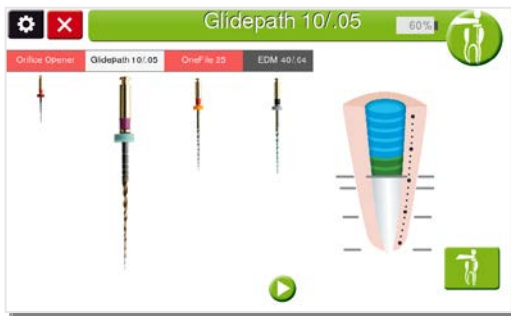 Glidepath 10/.05
60%
Orifice Opener
Glidepath 10/.05
OneFile 25
EDM 40/.04